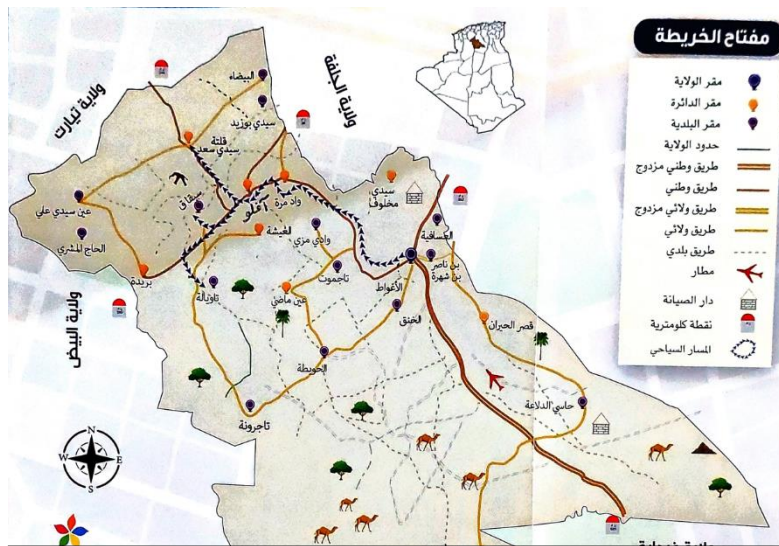 مفتاح الخريطة
مقر الولاية
مقر الدائرة
مقر البلدية
حدود الولاية
طريق وطني مزدوج
طريق وطني
طريق ولائي مزدوج
طريق ولائي
طريق بلدي
مطار
دار الصيانة
نقطة كلومترية
المسار السياحي
ولاية الجلفة
ولاية تيارت
ولاية البيض
البيضاء
سيدي بوزيد
قلتة
سيدي سعد
سبقاق
آفلو
واد مرة
سيدي
مخلوف
عين سيدي علي
الحاج المشري
بريدة
الغيشة
وادي مزي
العسافية
بن ناصر
بن شهرة
الأغواط
تاجموت
تاويالة
عين ماضي
الخنق
قصر الحيران
الحويطة
حاسي الدلاعة
تاجرونة
N
W
E
S